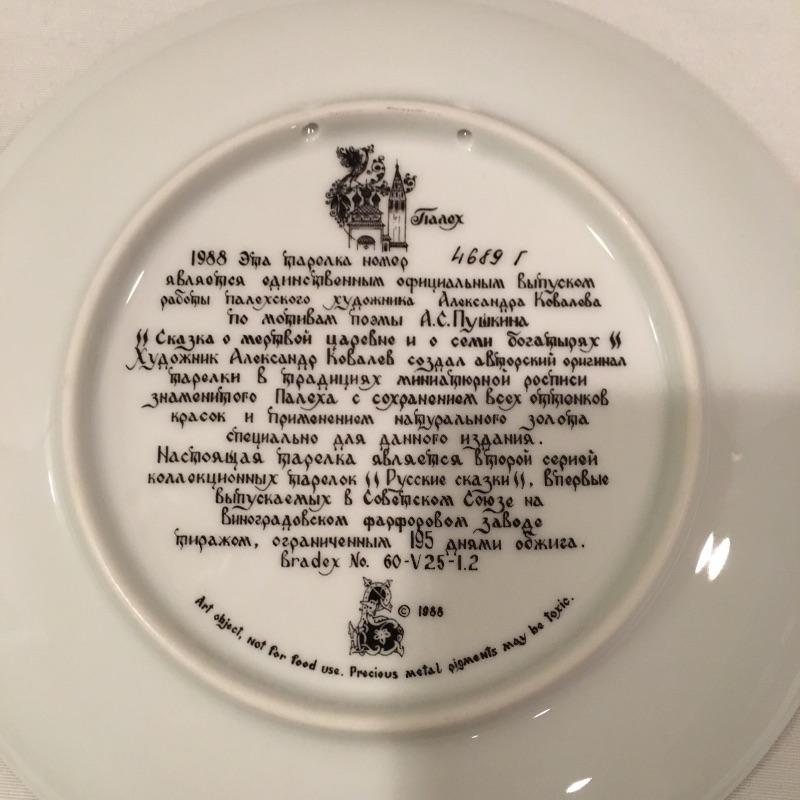 Палех
1988 Эта тарелка номер 4689 Г
является единственным официальным выпуском
работы палехского художника Александра Ковалева
по мотивам поэмы А.С.Пушкина
"Сказка о мертвой царевне и о семи богатырях"
Художник Александр Ковалев создал авторский оригинал
тарелки в традициях миниатюрной росписи
знаменитого Палеха с сохранением всех оттенков
красок и применением натурального золота
специально для данного издания.
Настоящая тарелка является второй серией
коллекционных тарелок "Русские сказки", впервые
выпускаемых в Советском Союзе на
Виноградовском фарфоровом заводе
тиражом, ограниченным 195 днями обжига.
Bradex No. 60-V25-1.2
© 1988
Art object, not for food use. Precious metal pigments may be toxic.